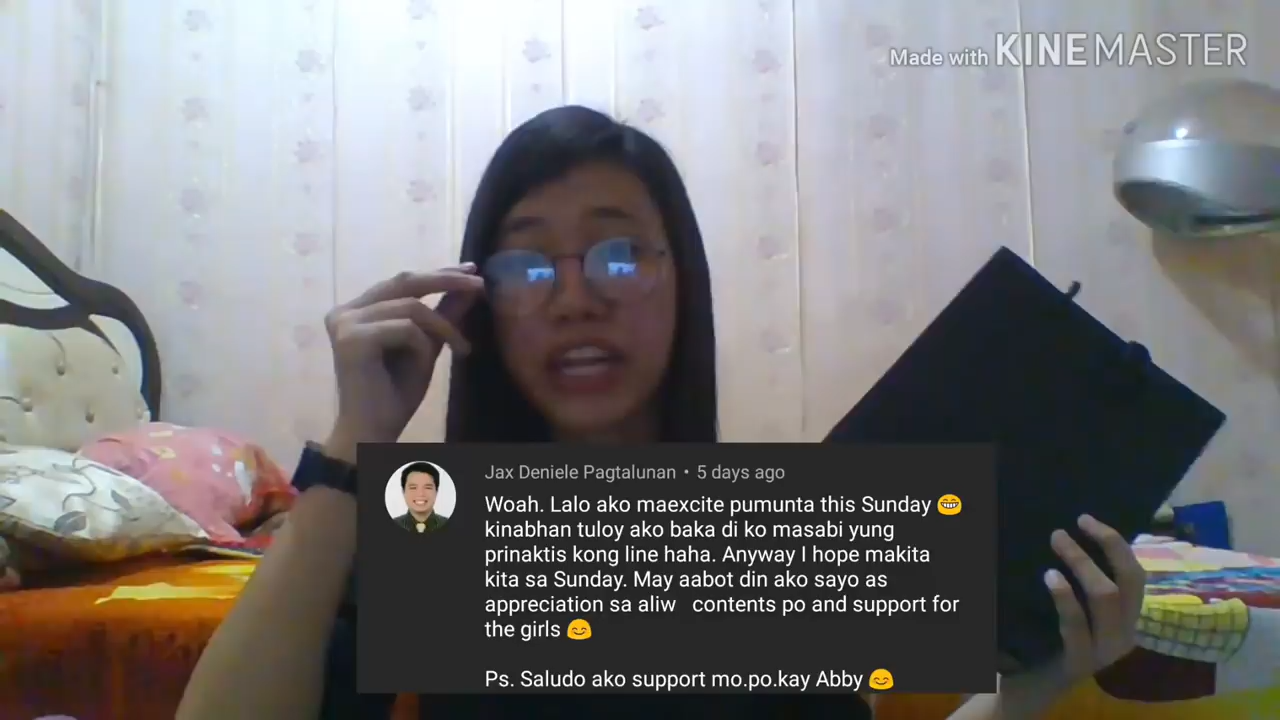 Made with KINEMASTER
Jax Deniele Pagtalunan • 5 days ago
Woah. Lalo ako maexcite pumunta this Sunday 😁
kinabhan tuloy ako baka di ko masabi yung
prinaktis kong line haha. Anyway I hope makita
kita sa Sunday. May aabot din ako sayo as
appreciation sa aliw contents po and support for
the girls 😊
Ps. Saludo ako support mo.po.kay Abby 😊